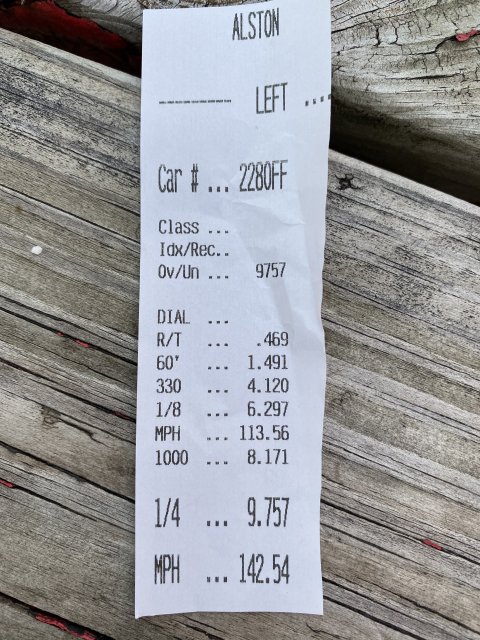 ALSTON
LEFT
Car # ... 2280FF
Class ...
Idx/Rec..
Ov/Un ... 9757
DIAL ...
R/T ... .469
60' ... 1.491
330 ... 4.120
1/8 ... 6.297
MPH ... 113.56
1000 ... 8.171
1/4 ... 9.757
MPH ... 142.54